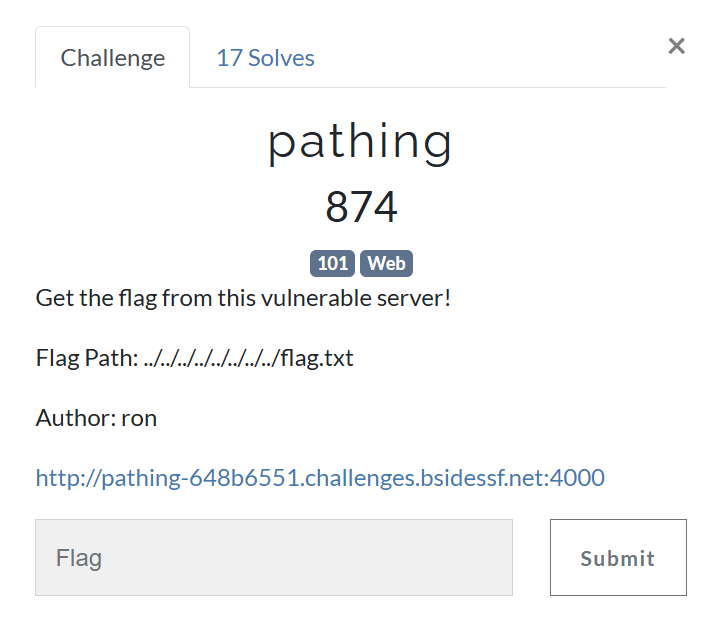 Challenge
17 Solves
×
pathing
874
101 Web
Get the flag from this vulnerable server!
Flag Path: ../../../../../../../../flag.txt
Author: ron
http://pathing-648b6551.challenges.bsidessf.net:4000
Flag
Submit